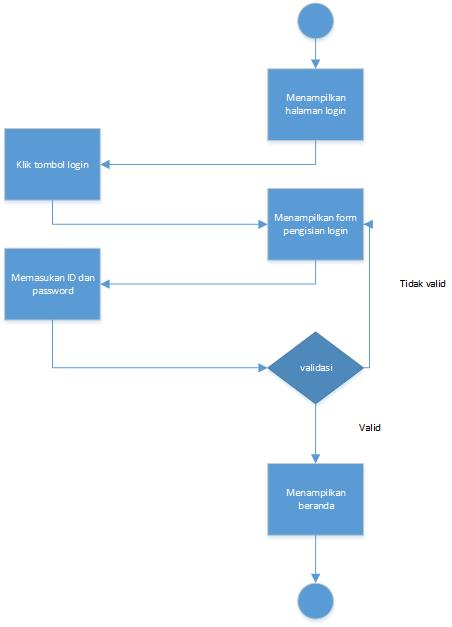 Menampilkan
halaman login
Klik tombol login
Menampilkan form
pengisian login
Memasukan ID dan
password
Tidak valid
validasi
Valid
Menampilkan
beranda